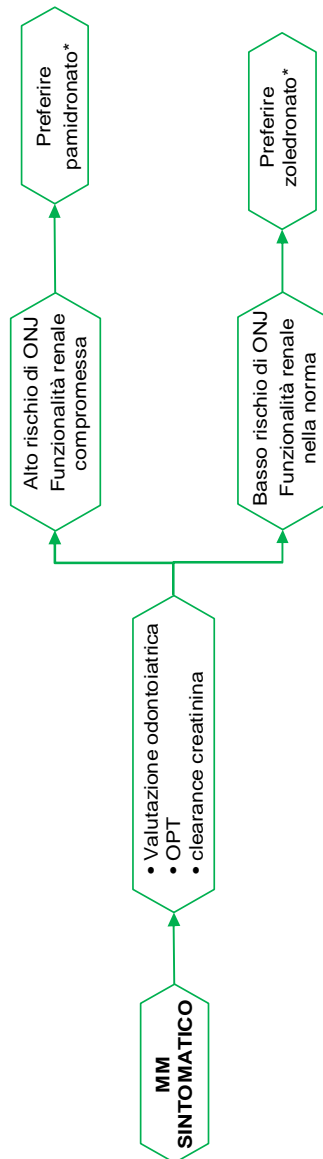 MM
SINTOMATICO
• Valutazione odontoiatrica
• OPT
• clearance creatinina
Alto rischio di ONJ
Funzionalità renale
compromessa
Preferire
pamidronato*
Basso rischio di ONJ
Funzionalità renale
nella norma
Preferire
zoledronato*